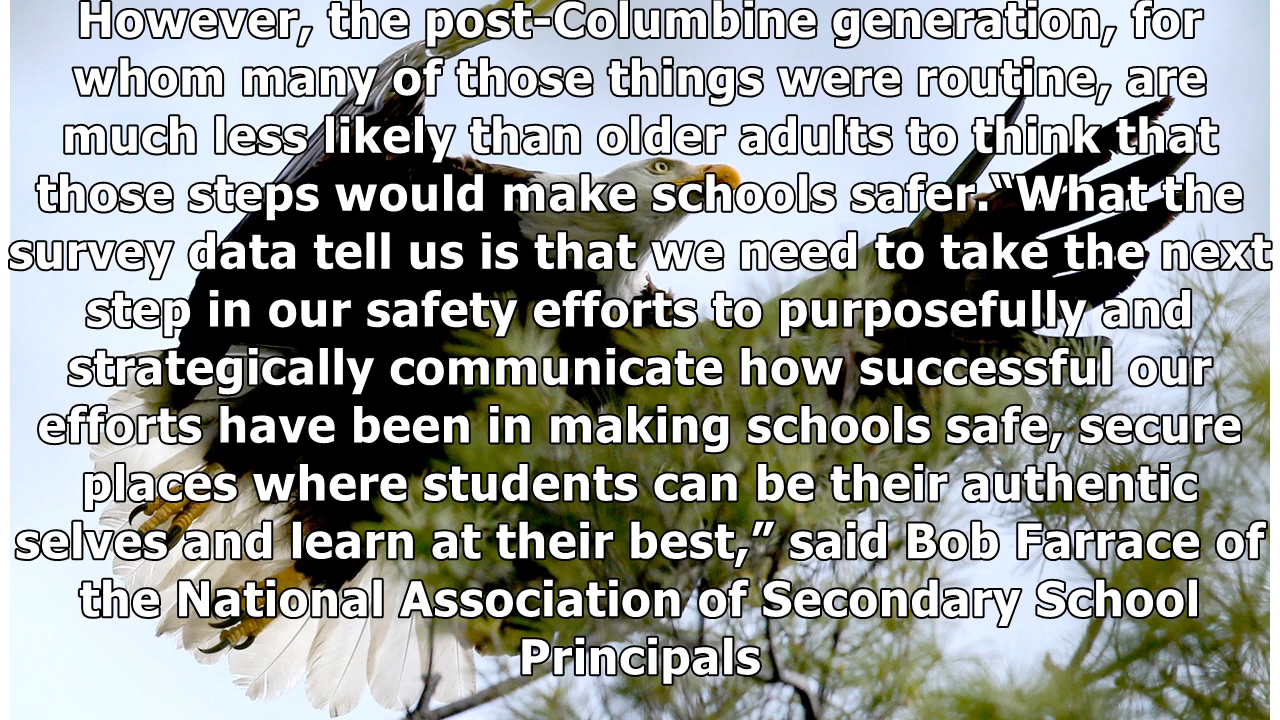 However, the post-Columbine generation, for
whom many of those things were routine, are
much less likely than older adults to think that
those steps would make schools safer. “What the
survey data tell us is that we need to take the next
step in our safety efforts to purposefully and
strategically communicate how successful our
efforts have been in making schools safe, secure
places where students can be their authentic
selves and learn at their best,” said Bob Farrace of
the National Association of Secondary School
Principals